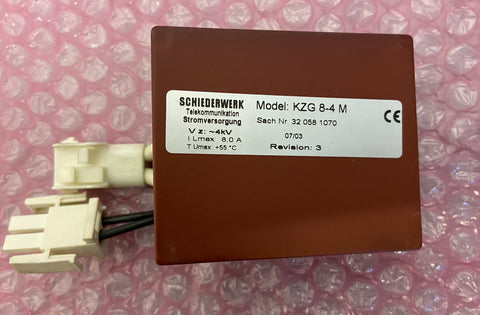 SCHIEDERWERK
Telekommunikation
Stromversorgung
V z: ~4kV
I Lmax: 8,0 A
T Umax: +55 °C
Model: KZG 8-4 M
Sach Nr. 32 058 1070
07/03
Revision: 3
CE